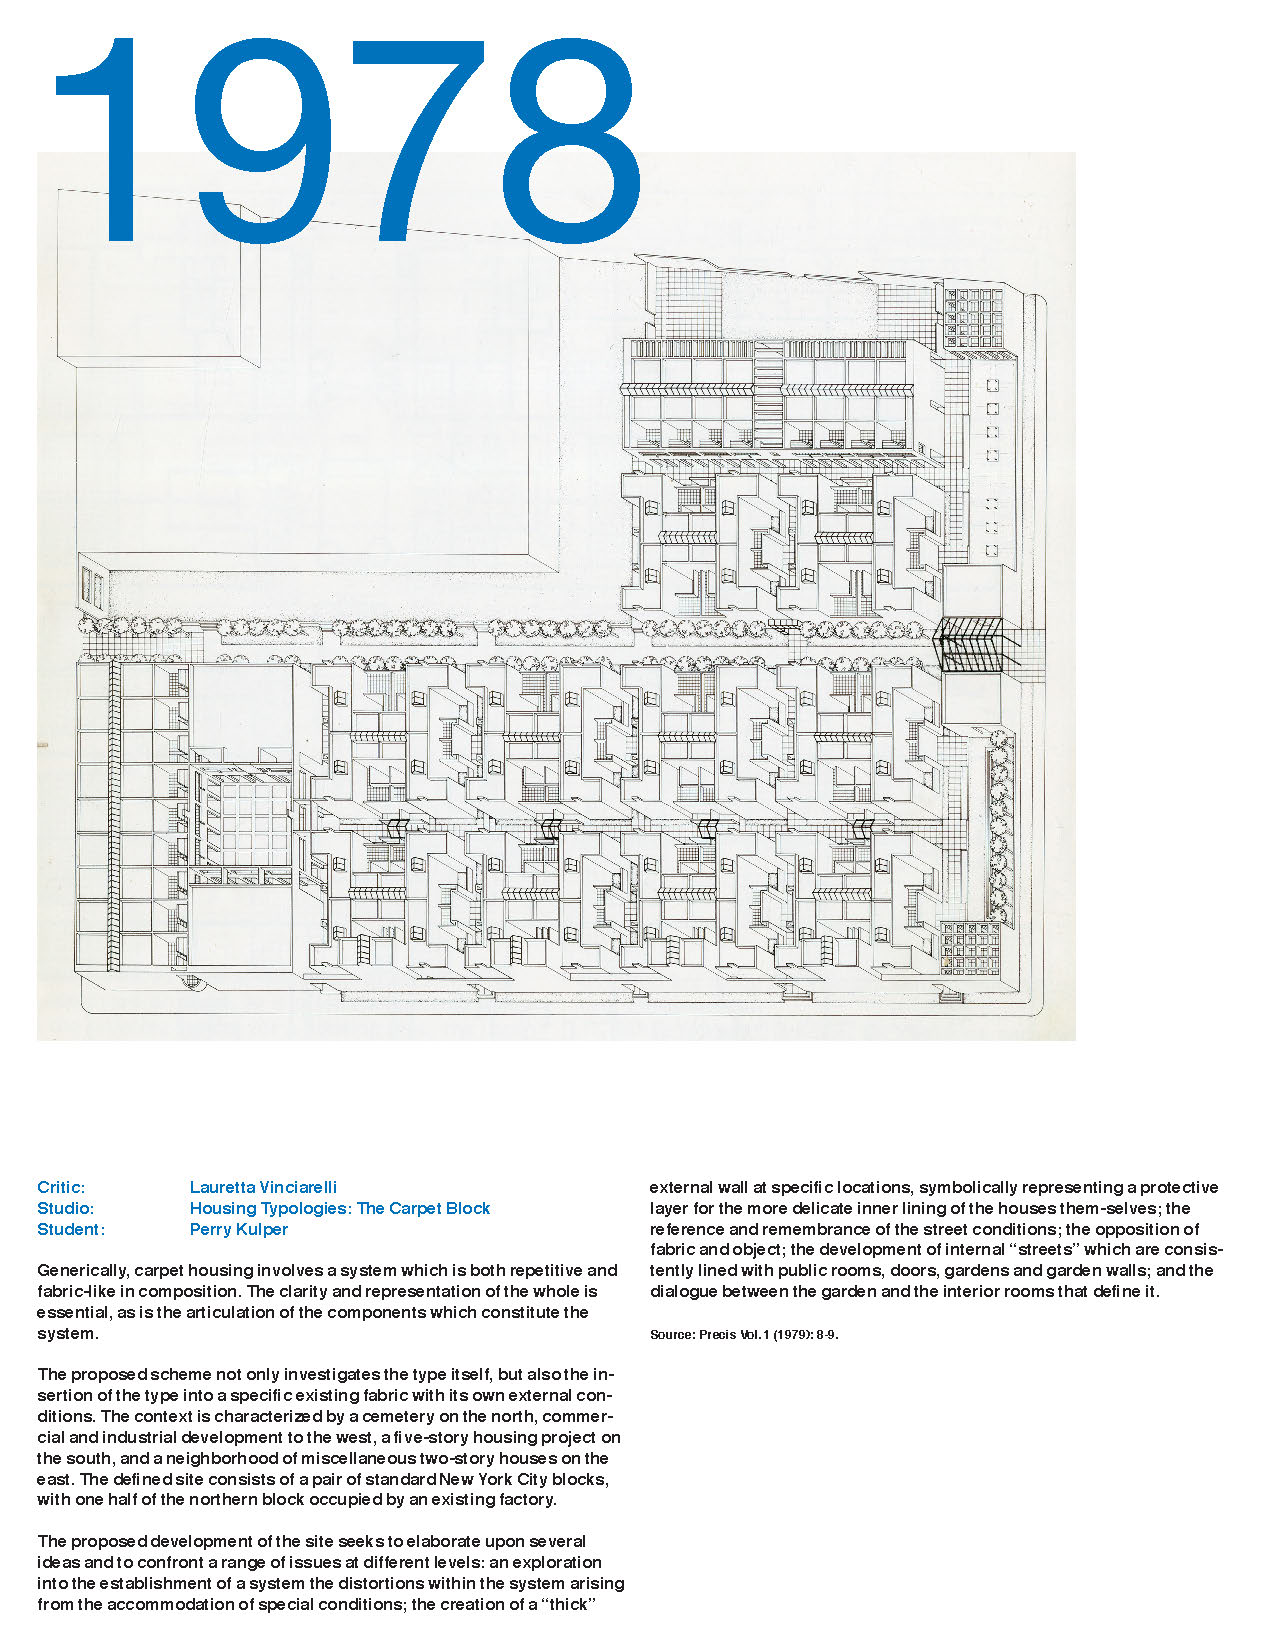 1978
Critic: Lauretta Vinciarelli
Studio: Housing Typologies: The Carpet Block
Student: Perry Kulper
Generically, carpet housing involves a system which is both repetitive and
fabric-like in composition. The clarity and representation of the whole is
essential, as is the articulation of the components which constitute the
system.
The proposed scheme not only investigates the type itself, but also the in-
sertion of the type into a specific existing fabric with its own external con-
ditions. The context is characterized by a cemetery on the north, commer-
cial and industrial development to the west, a five-story housing project on
the south, and a neighborhood of miscellaneous two-story houses on the
east. The defined site consists of a pair of standard New York City blocks,
with one half of the northern block occupied by an existing factory.
The proposed development of the site seeks to elaborate upon several
ideas and to confront a range of issues at different levels: an exploration
into the establishment of a system the distortions within the system arising
from the accommodation of special conditions; the creation of a “thick”
external wall at specific locations, symbolically representing a protective
layer for the more delicate inner lining of the houses them-selves; the
reference and remembrance of the street conditions; the opposition of
fabric and object; the development of internal “streets” which are consis-
tently lined with public rooms, doors, gardens and garden walls; and the
dialogue between the garden and the interior rooms that define it.
Source: Precis Vol. 1 (1979): 8-9.